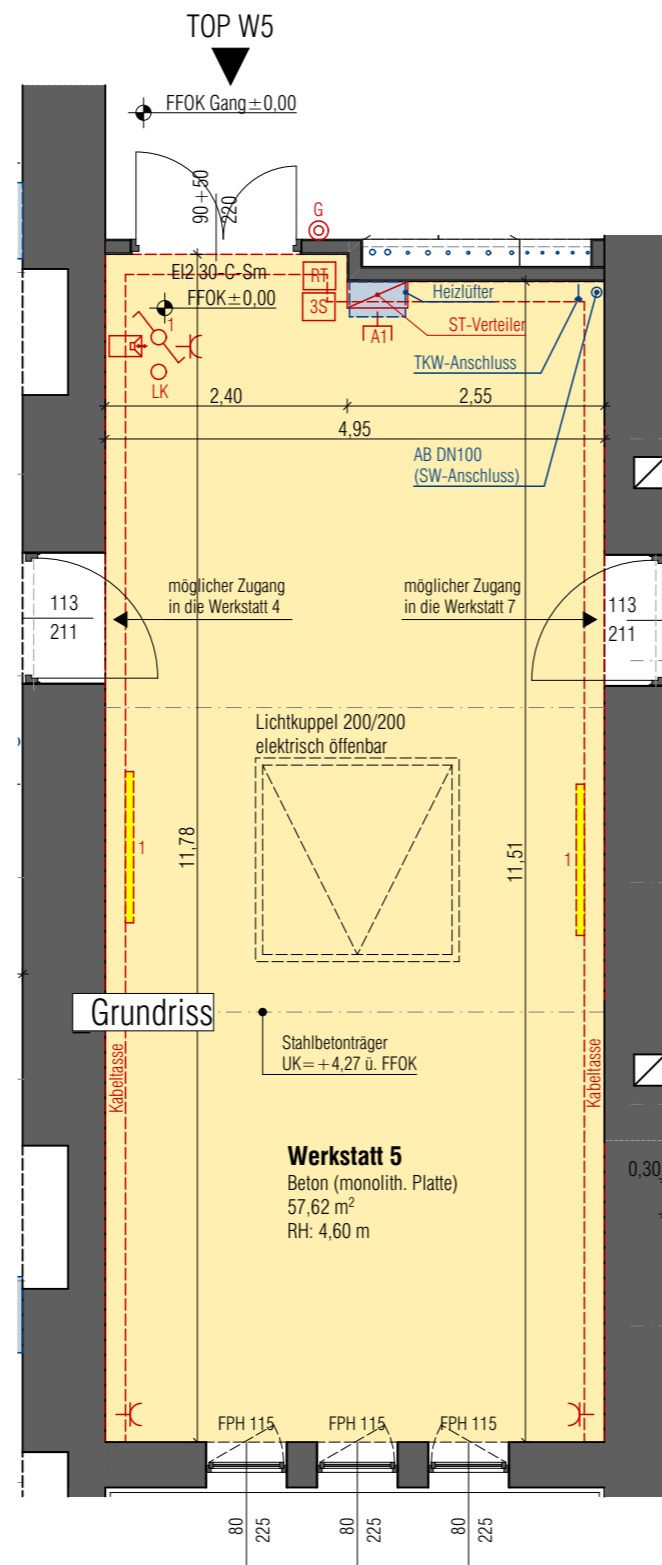 TOP W5
FFOK Gang±0,00
90+50
220
G
EI2 30-C-Sm
RT
FFOK±0,00
3S
Heizlüfter
1
A1
ST-Verteiler
LK
TKW-Anschluss
2,40
2,55
4,95
AB DN100
(SW-Anschluss)
113
211
möglicher Zugang
in die Werkstatt 4
möglicher Zugang
in die Werkstatt 7
113
211
Lichtkuppel 200/200
elektrisch öffenbar
1
11,78
11,51
1
Grundriss
Stahlbetonträger
UK=+4,27 ü. FFOK
Kabeltasse
Kabeltasse
Werkstatt 5
Beton (monolith. Platte)
57,62 m²
RH: 4,60 m
0,30
FPH 115
FPH 115
FPH 115
80
225
80
225
80
225